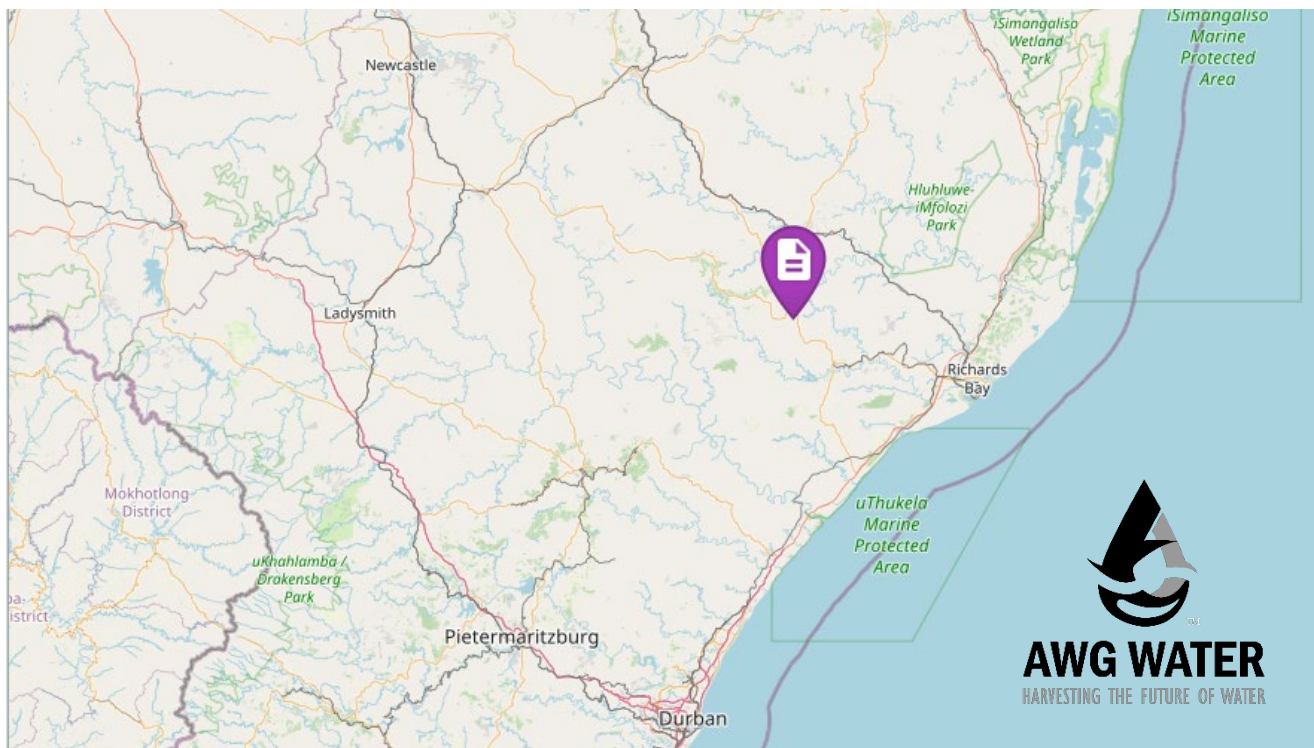 iSimangaliso
Marine
Protected
Area
iSimangaliso
Wetland
Park
Newcastle
Hluhluwe-
iMfolozi
Park
Ladysmith
Richards
Bay
Mokhotlong
District
uThukela
Marine
Protected
Area
uKhahlamba /
Drakensberg
Park
istrict
Pietermaritzburg
Durban
AWG WATER
HARVESTING THE FUTURE OF WATER